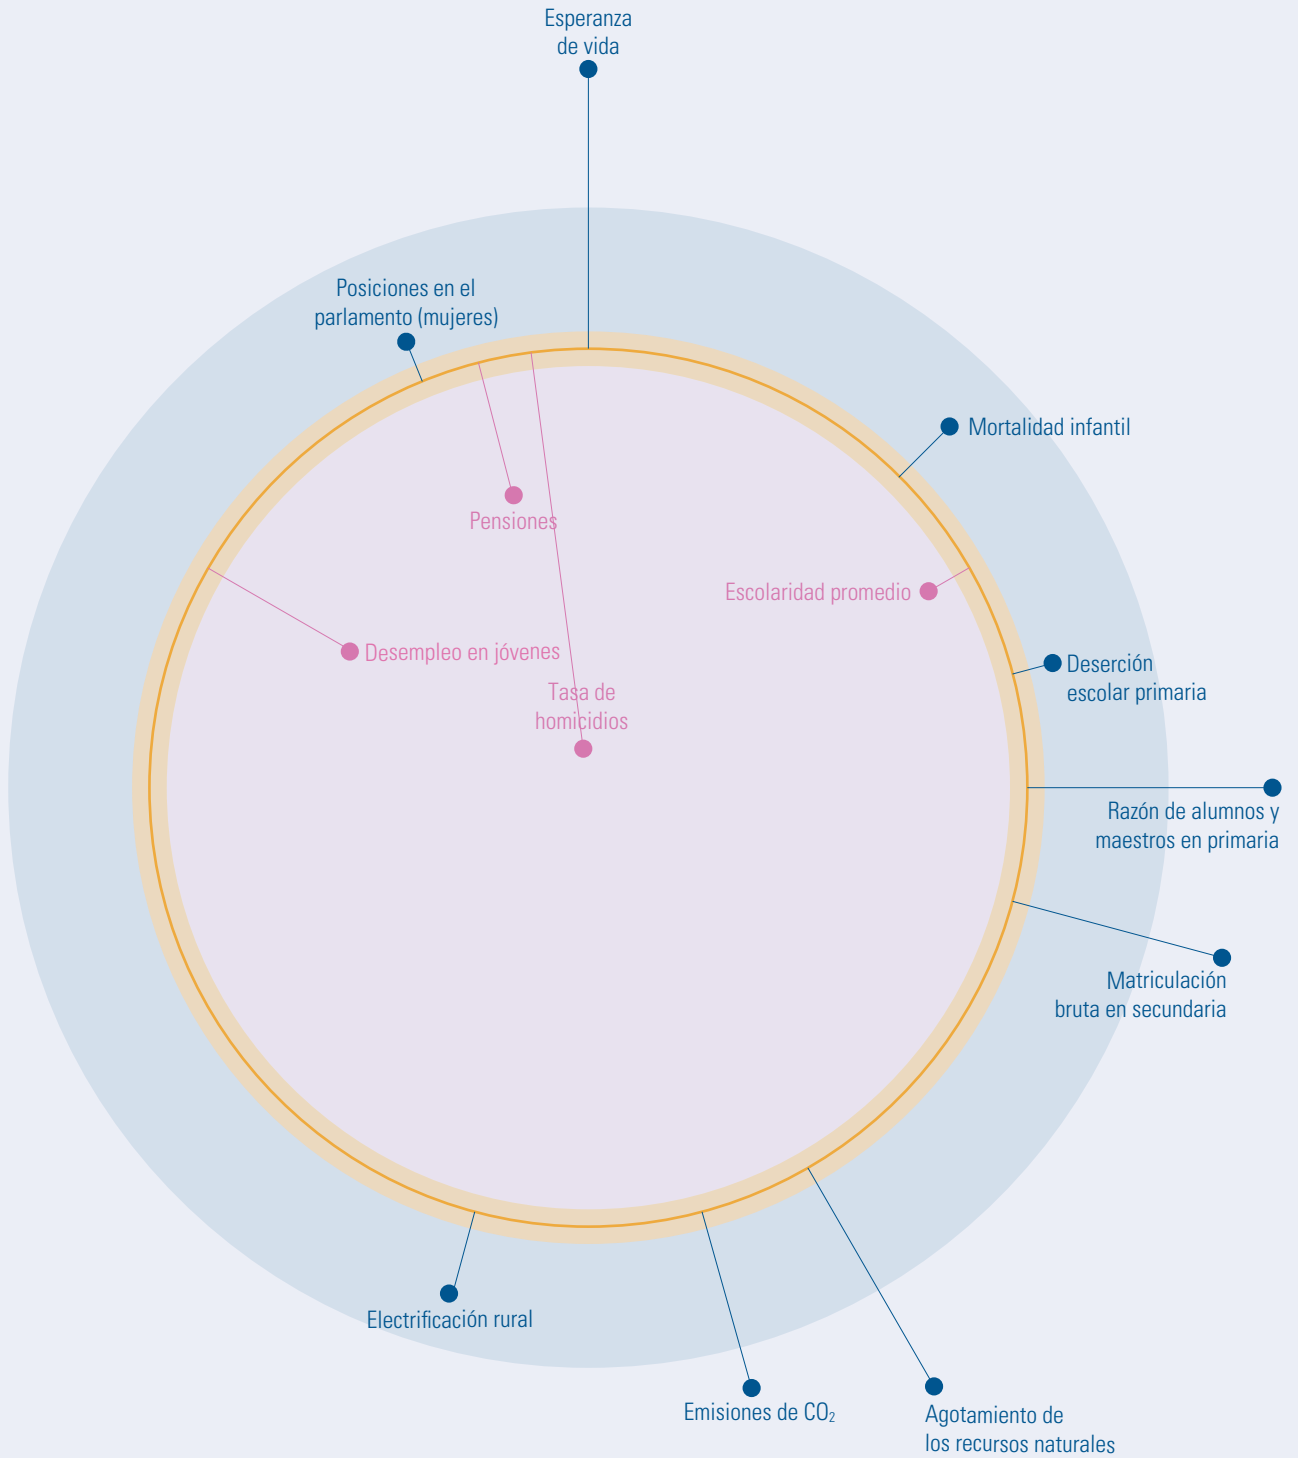 Esperanza
de vida
Posiciones en el
parlamento (mujeres)
Mortalidad infantil
Pensiones
Escolaridad promedio
Desempleo en jóvenes
Deserción
escolar primaria
Tasa de
homicidios
Razón de alumnos y
maestros en primaria
Matriculación
bruta en secundaria
Electrificación rural
Emisiones de CO₂
Agotamiento de
los recursos naturales